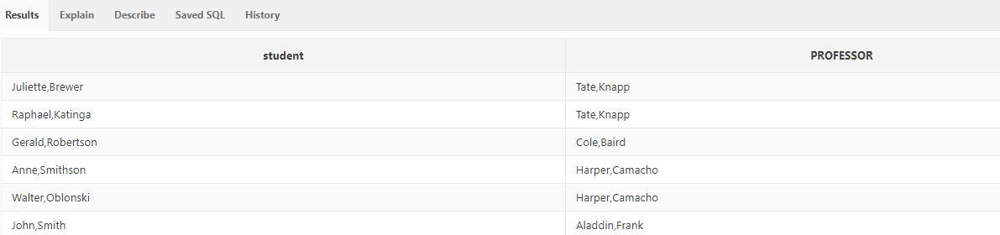 Results Explain Describe Saved SQL History
student PROFESSOR
Juliette,Brewer Tate,Knapp
Raphael,Katinga Tate,Knapp
Gerald,Robertson Cole,Baird
Anne,Smithson Harper,Camacho
Walter,Oblonski Harper,Camacho
John,Smith Aladdin,Frank